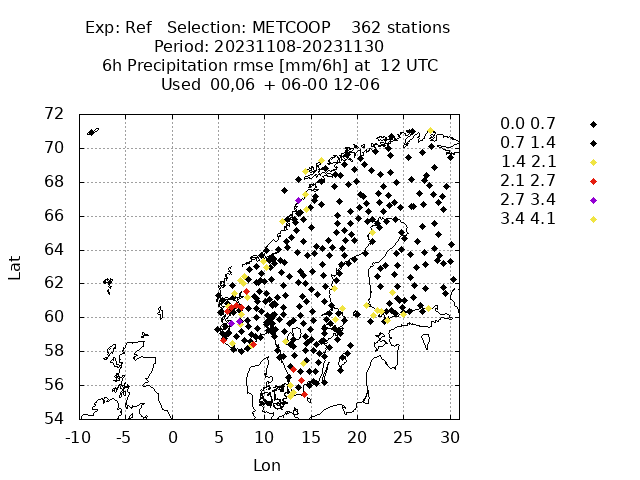 Exp: Ref   Selection: METCOOP    362 stations
Period: 20231108-20231130
6h Precipitation rmse [mm/6h] at  12 UTC
Used  00,06  + 06-00 12-06
72
70
68
66
64
62
60
58
56
54
Lat
-10 -5 0 5 10 15 20 25 30
Lon
0.0 0.7
0.7 1.4
1.4 2.1
2.1 2.7
2.7 3.4
3.4 4.1